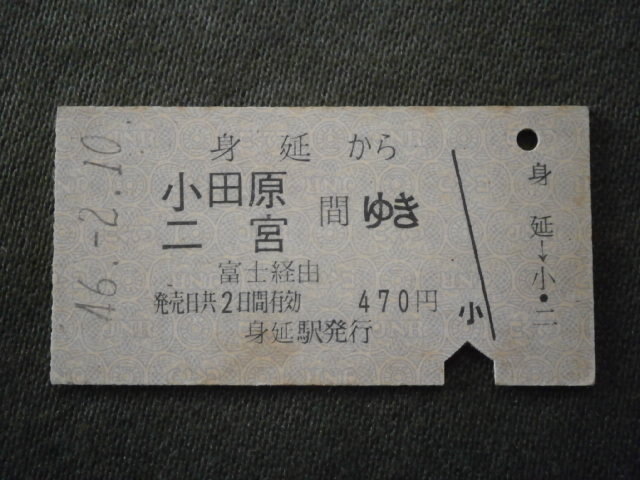 46.-2.10
身延から
小田原
二宮 間 ゆき
富士経由
発売日共2日間有効 470円
身延駅発行
小
身延→小・二